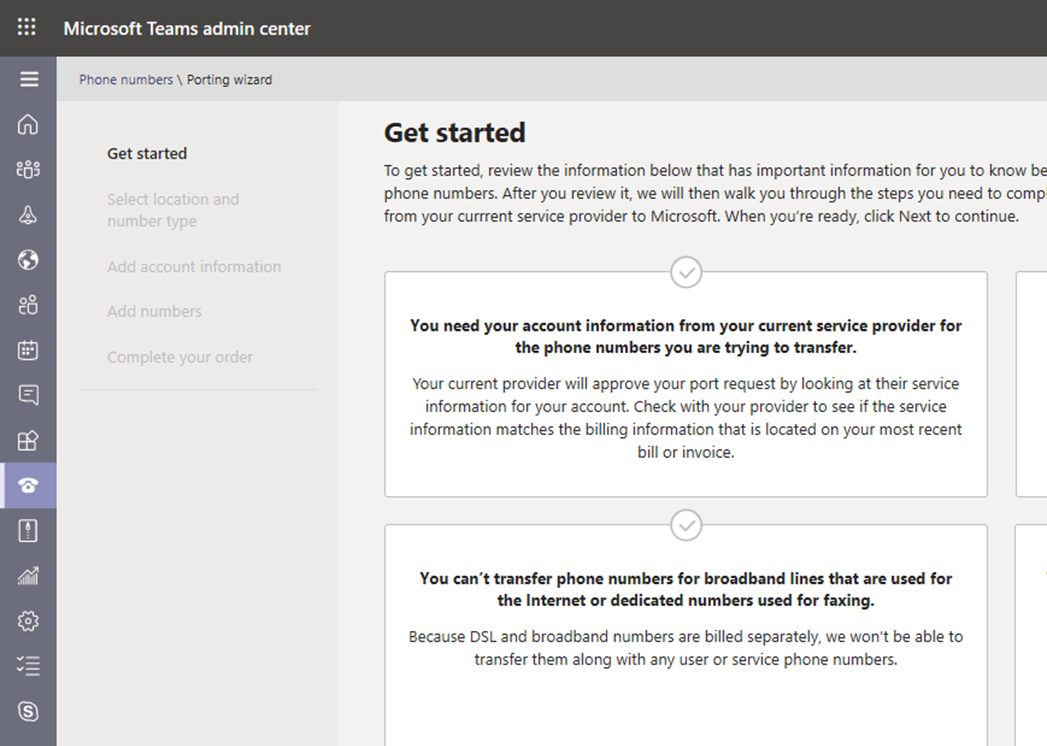 Microsoft Teams admin center
Phone numbers \ Porting wizard
Get started
Select location and
number type
Add account information
Add numbers
Complete your order
Get started
To get started, review the information below that has important information for you to know be
phone numbers. After you review it, we will then walk you through the steps you need to compl
from your currrent service provider to Microsoft. When you're ready, click Next to continue.
You need your account information from your current service provider for
the phone numbers you are trying to transfer.
Your current provider will approve your port request by looking at their service
information for your account. Check with your provider to see if the service
information matches the billing information that is located on your most recent
bill or invoice.
You can't transfer phone numbers for broadband lines that are used for
the Internet or dedicated numbers used for faxing.
Because DSL and broadband numbers are billed separately, we won't be able to
transfer them along with any user or service phone numbers.